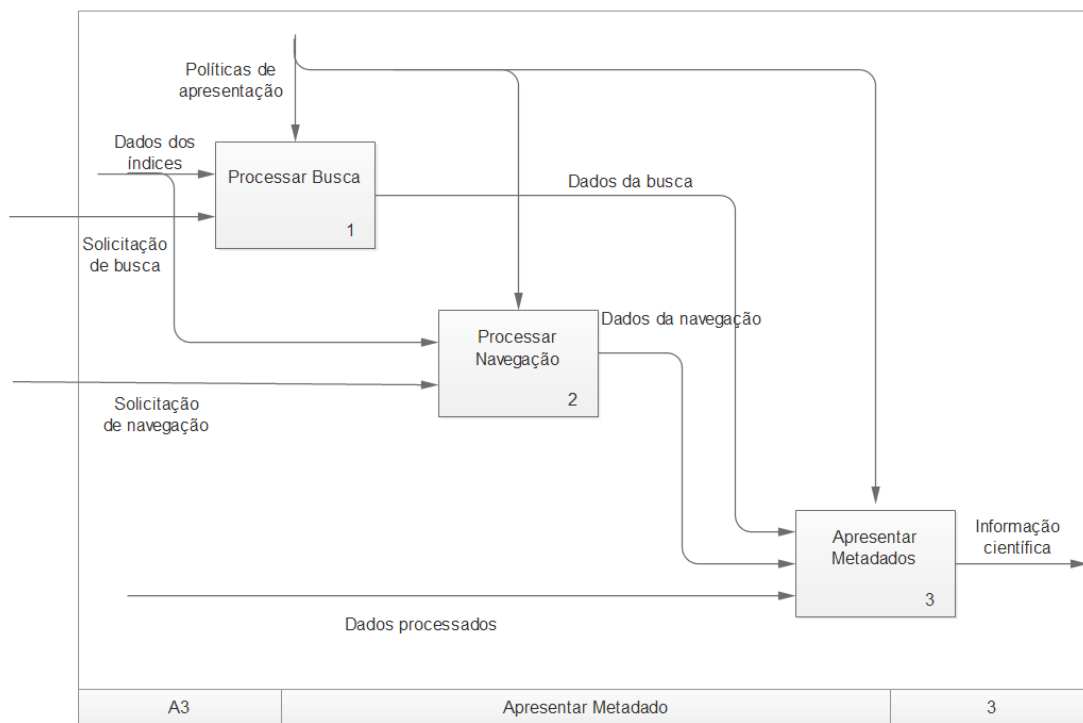 Políticas de
apresentação
Dados dos
índices
Processar Busca
1
Dados da busca
Solicitação
de busca
Processar
Navegação
2
Dados da navegação
Solicitação
de navegação
Apresentar
Metadados
3
Informação
científica
Dados processados
A3
Apresentar Metadado
3